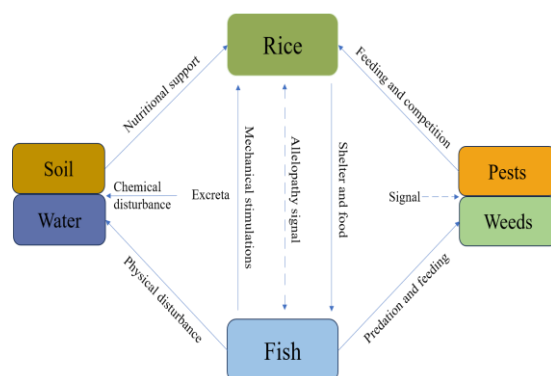 Rice
Nutritional support
Feeding and competition
Mechanical stimulations
Allelopathy signal
Shelter and food
Soil
Water
Chemical
disturbance
Excreta
Signal
Pests
Weeds
Physical disturbance
Predation and feeding
Fish